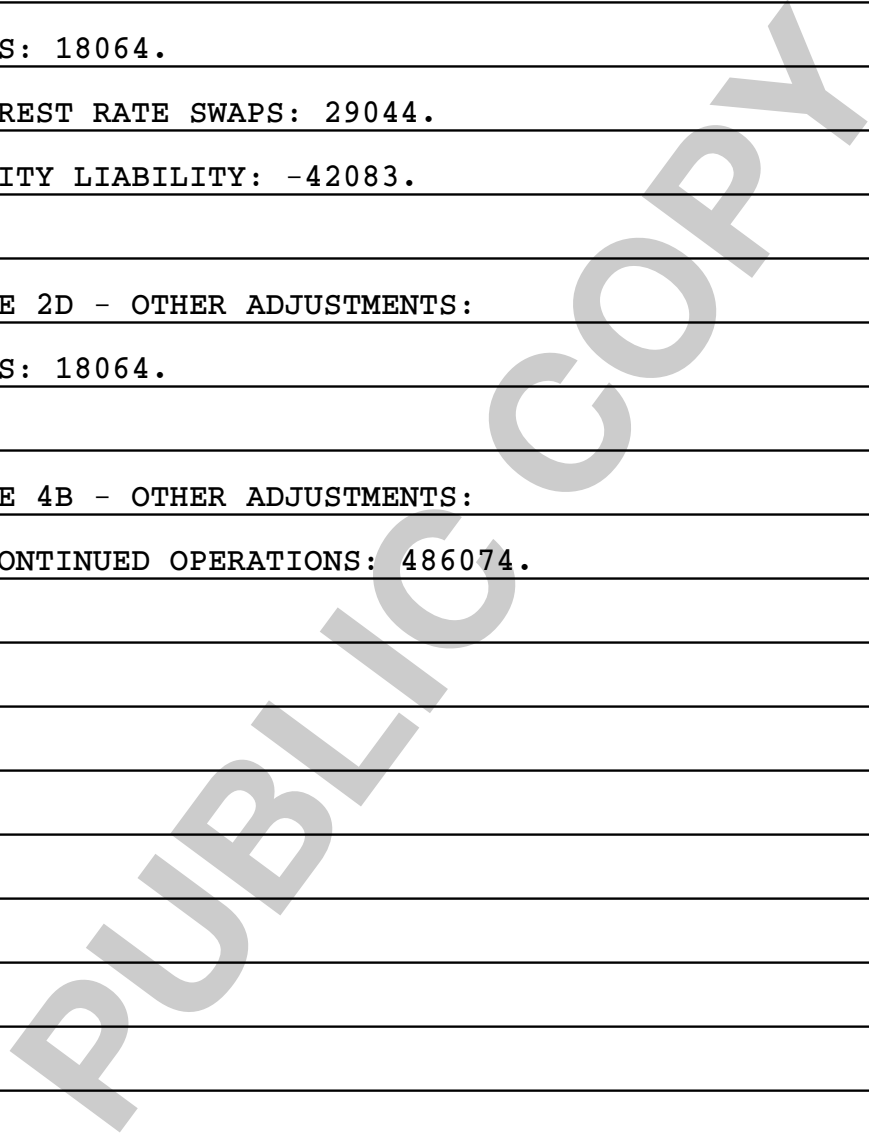 S: 18064.
REST RATE SWAPS: 29044.
ITY LIABILITY: -42083.
E 2D - OTHER ADJUSTMENTS:
S: 18064.
E 4B - OTHER ADJUSTMENTS:
ONTINUED OPERATIONS: 486074.
PUBLIC COPY